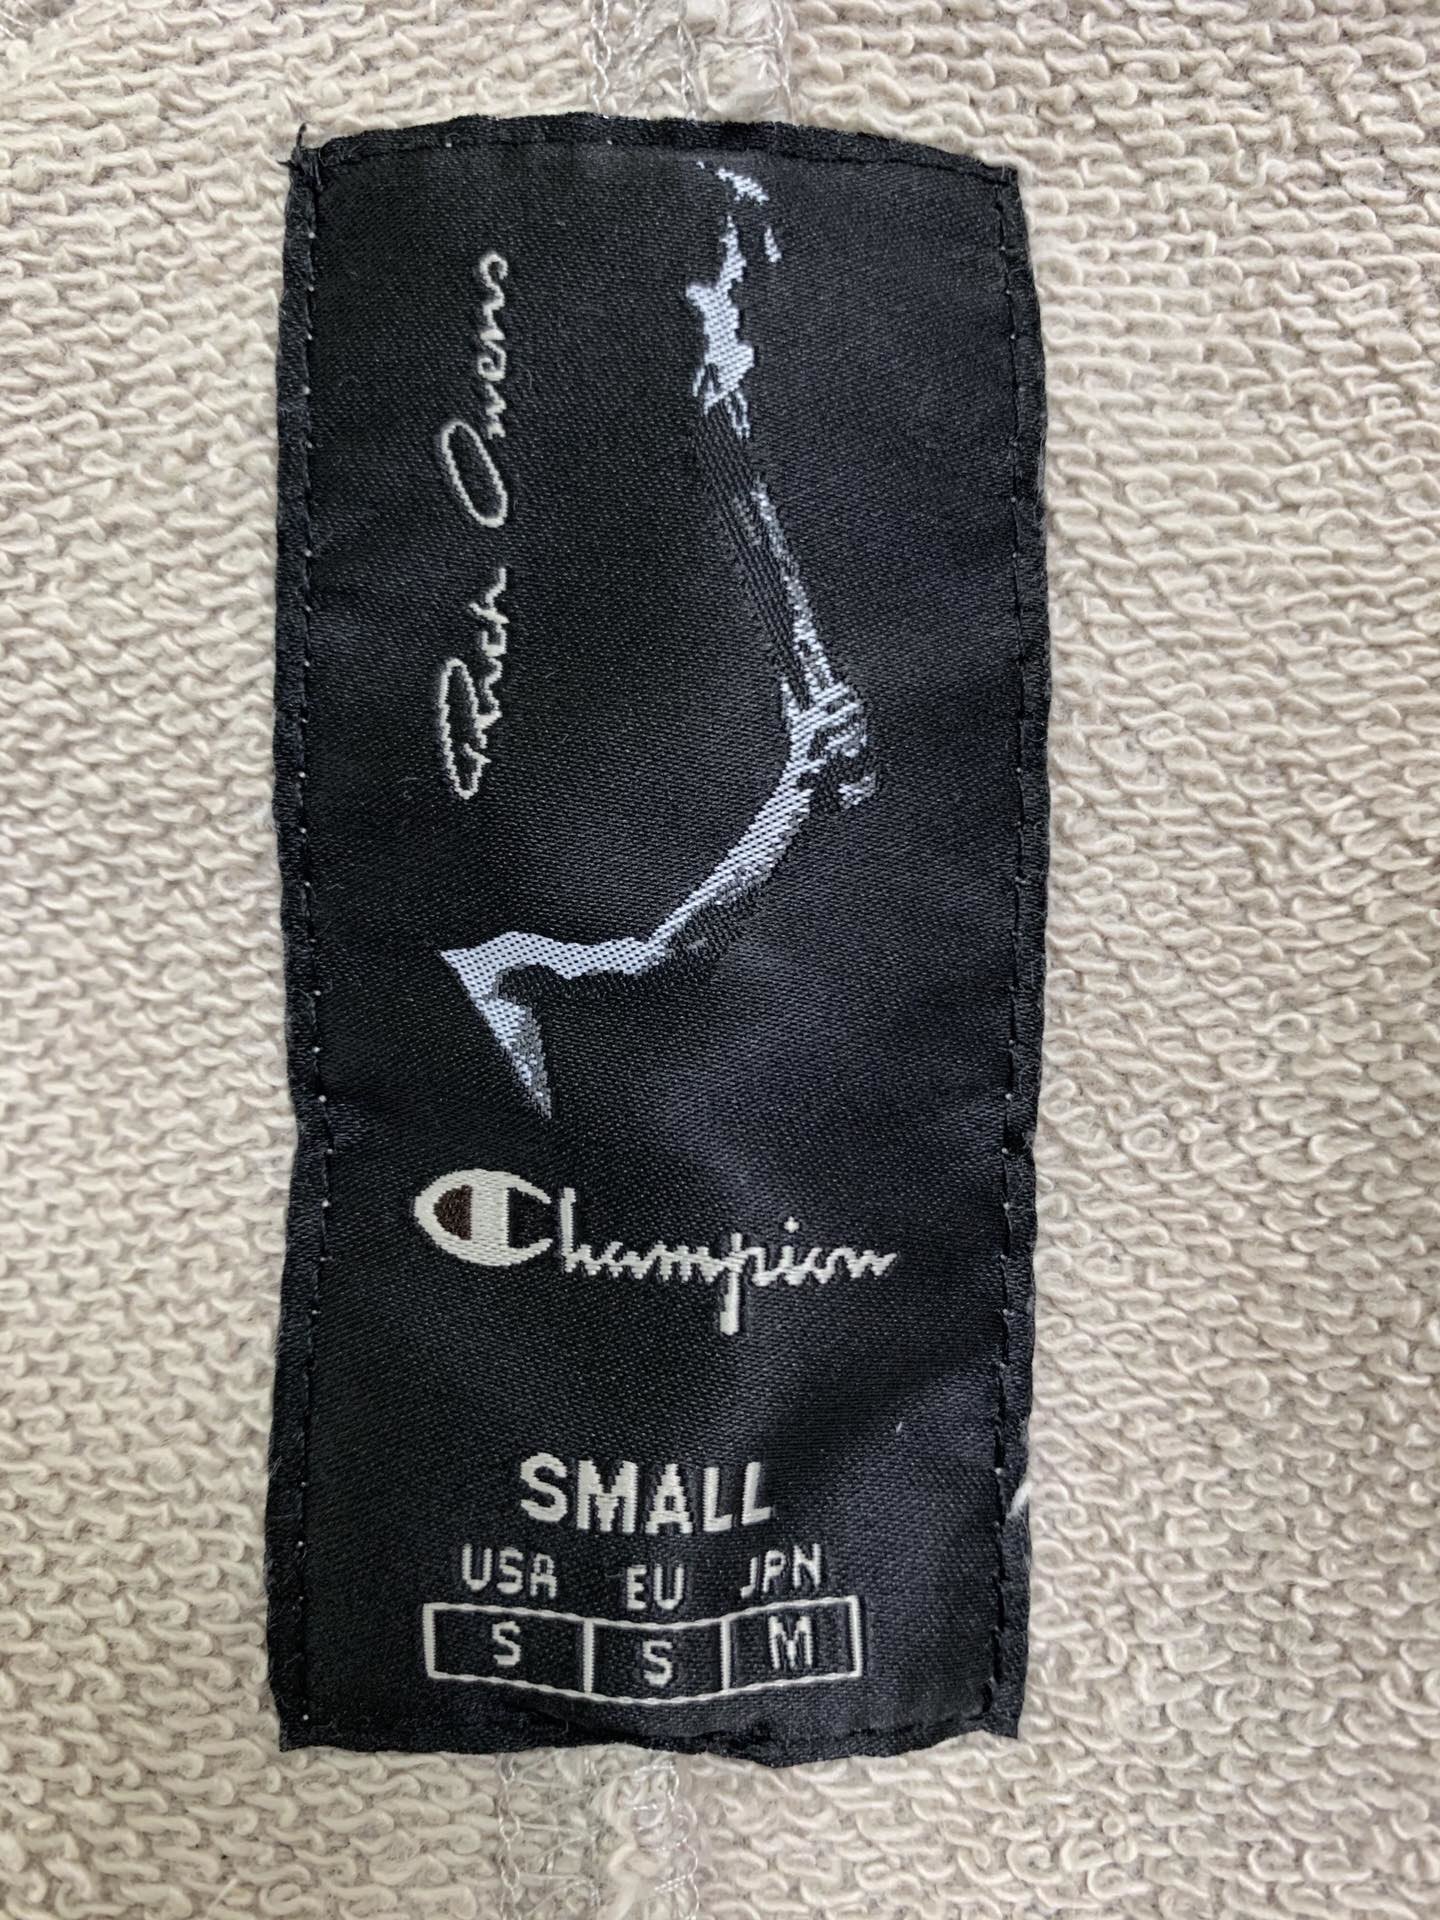 Rick Owens
Champion
SMALL
USA EU JPN
S S M